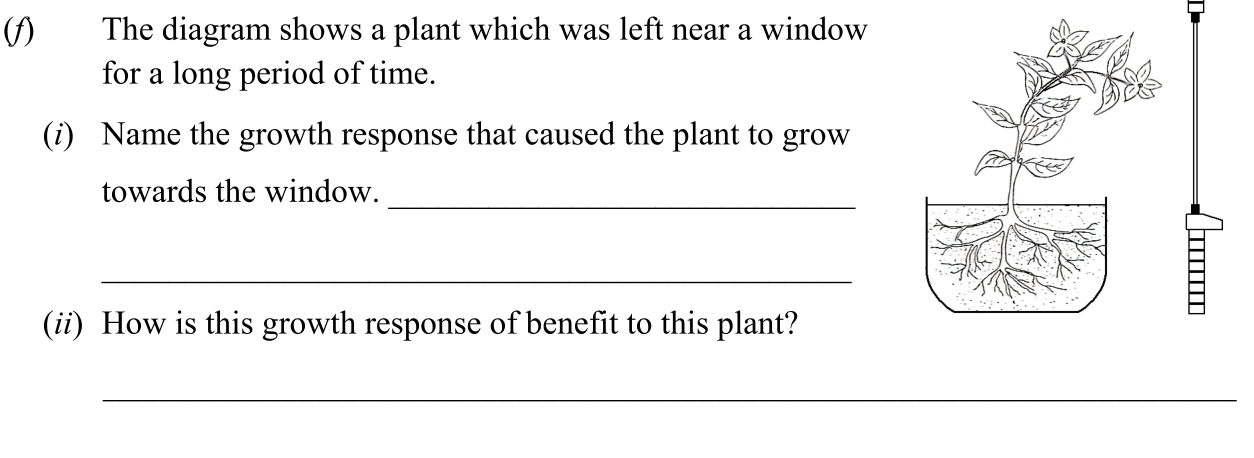 (f) The diagram shows a plant which was left near a window
for a long period of time.
(i) Name the growth response that caused the plant to grow
towards the window. ____________________________
_____________________________________________
(ii) How is this growth response of benefit to this plant?
____________________________________________________________________